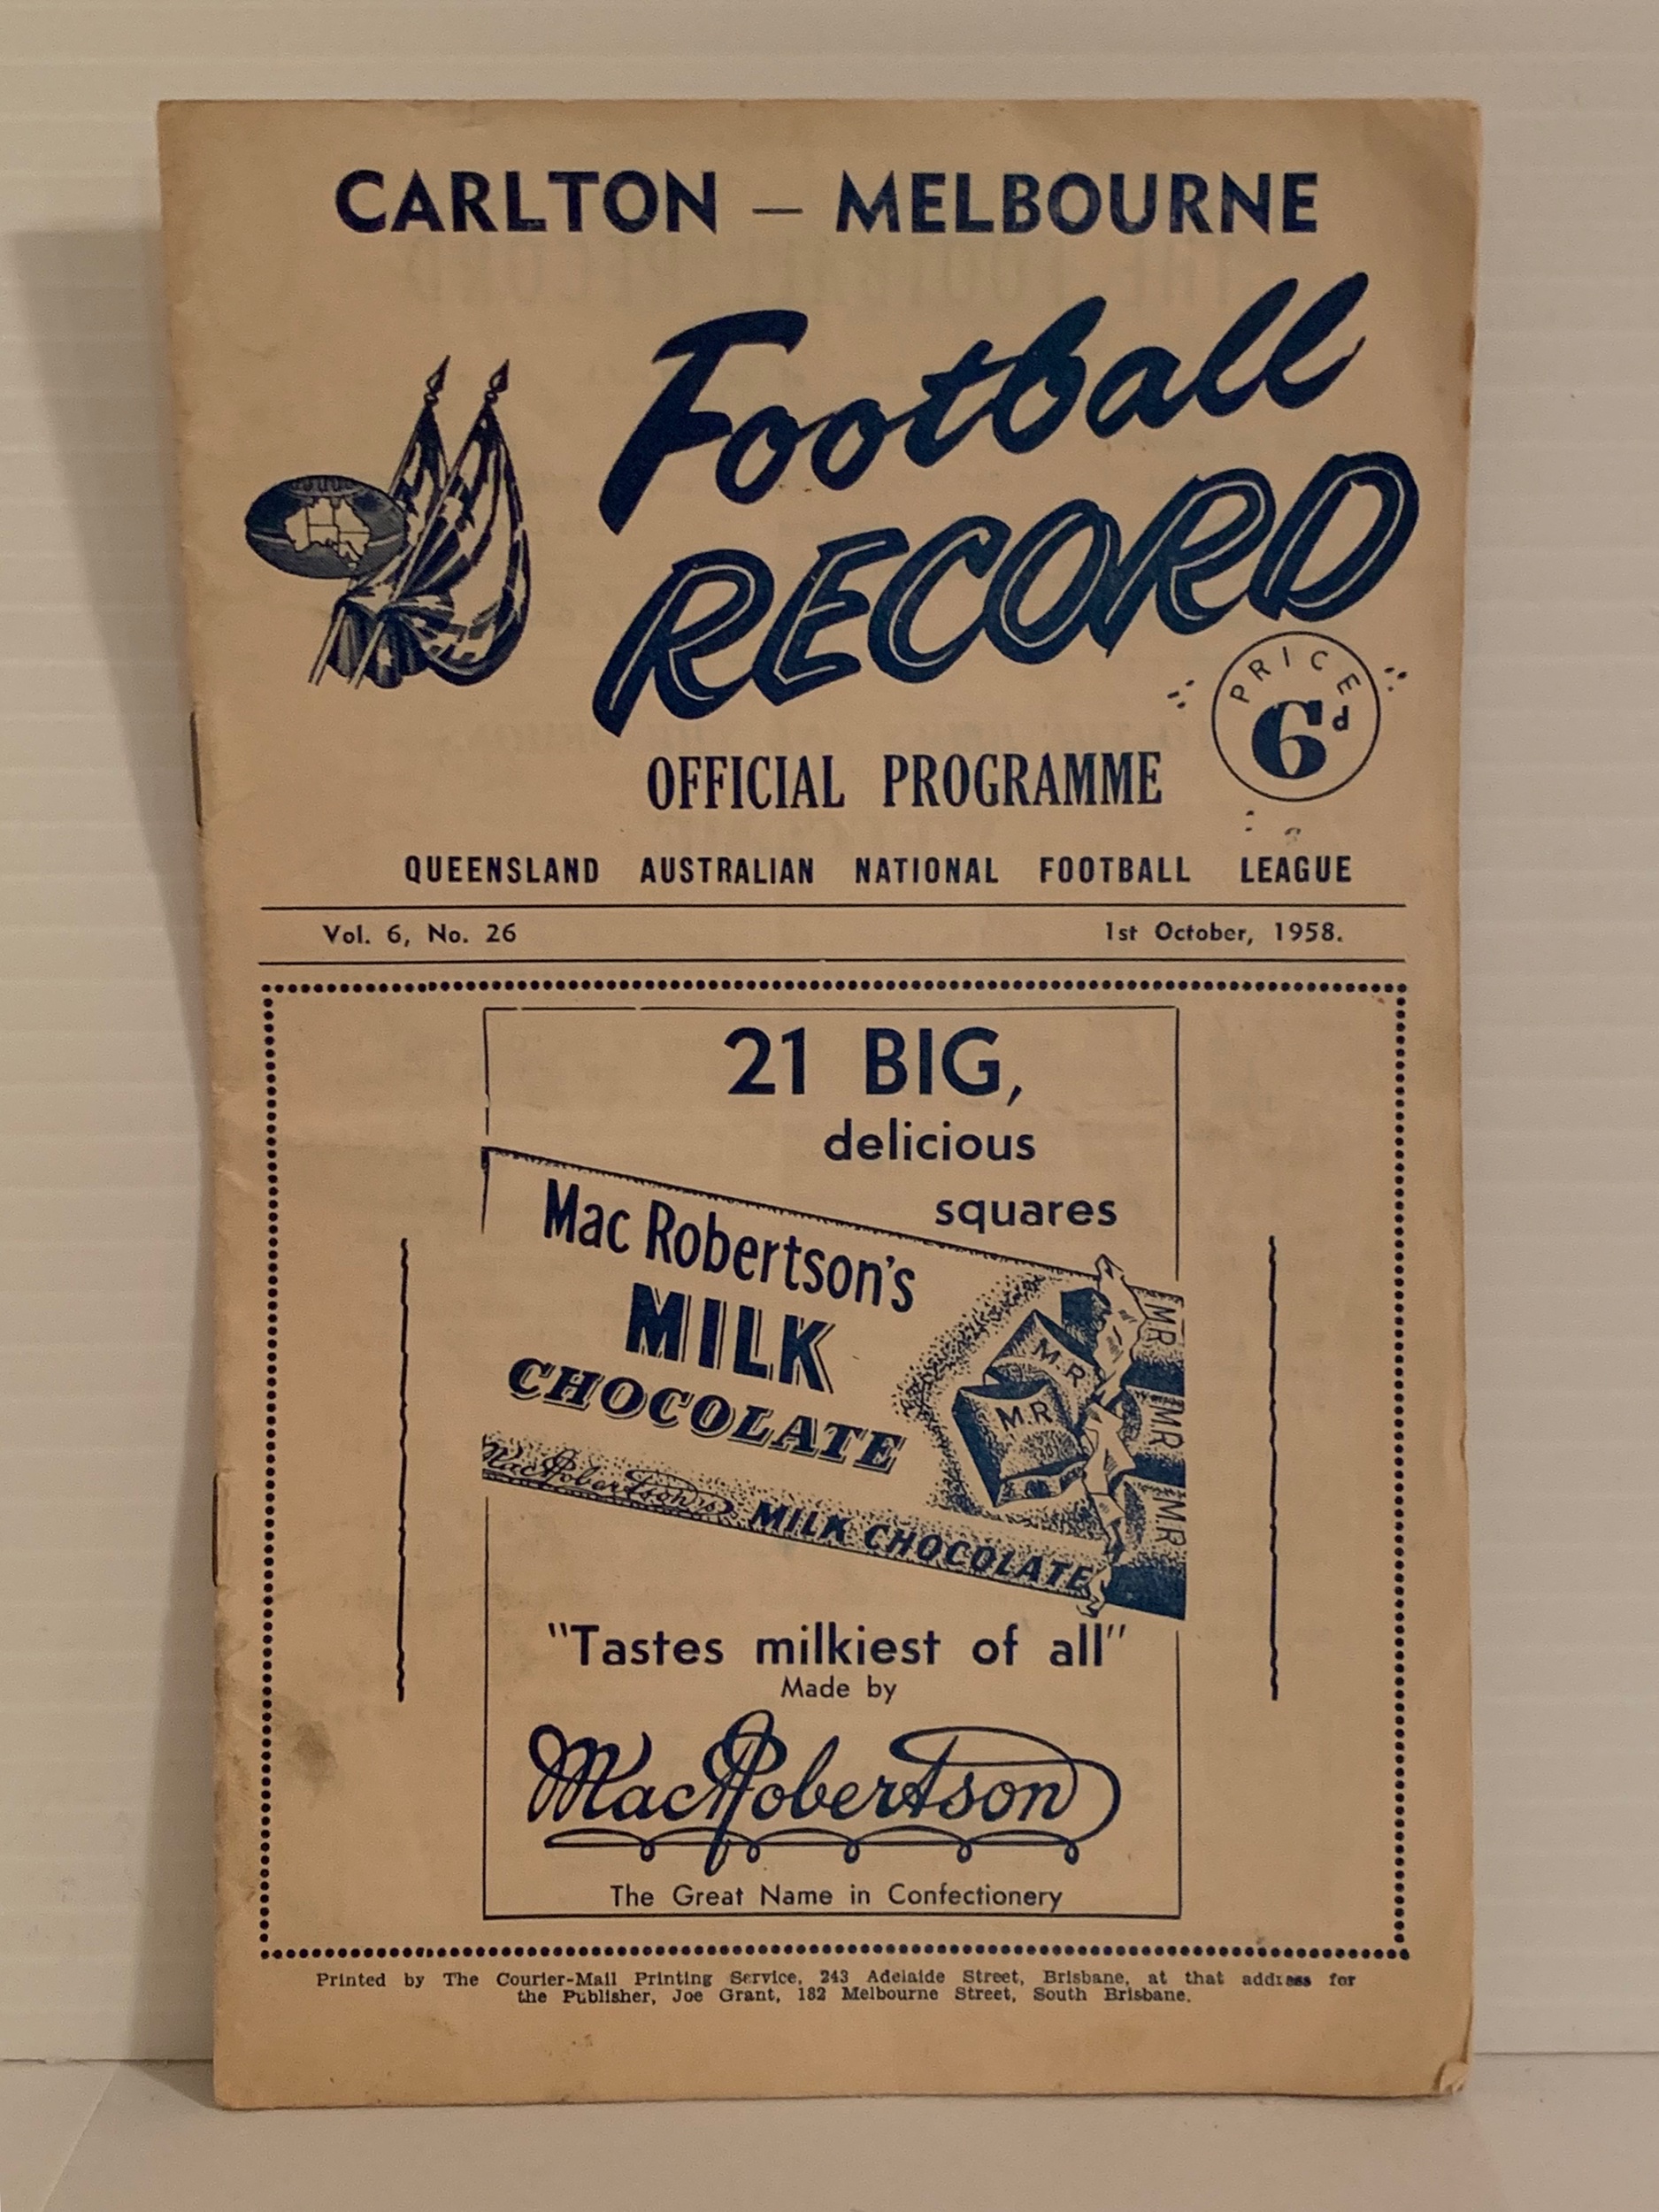 CARLTON — MELBOURNE
Football
RECORD
PRICE
6d
OFFICIAL PROGRAMME
QUEENSLAND AUSTRALIAN NATIONAL FOOTBALL LEAGUE
Vol. 6, No. 26 1st October, 1958.
21 BIG,
delicious
squares
Mac Robertson's
MILK
CHOCOLATE
M.R
M.R
MR
MR
MR
MacRobertson's MILK CHOCOLATE
"Tastes milkiest of all"
Made by
MacRobertson
The Great Name in Confectionery
Printed by The Courier-Mail Printing Service, 243 Adelaide Street, Brisbane, at that address for
the Publisher, Joe Grant, 182 Melbourne Street, South Brisbane.